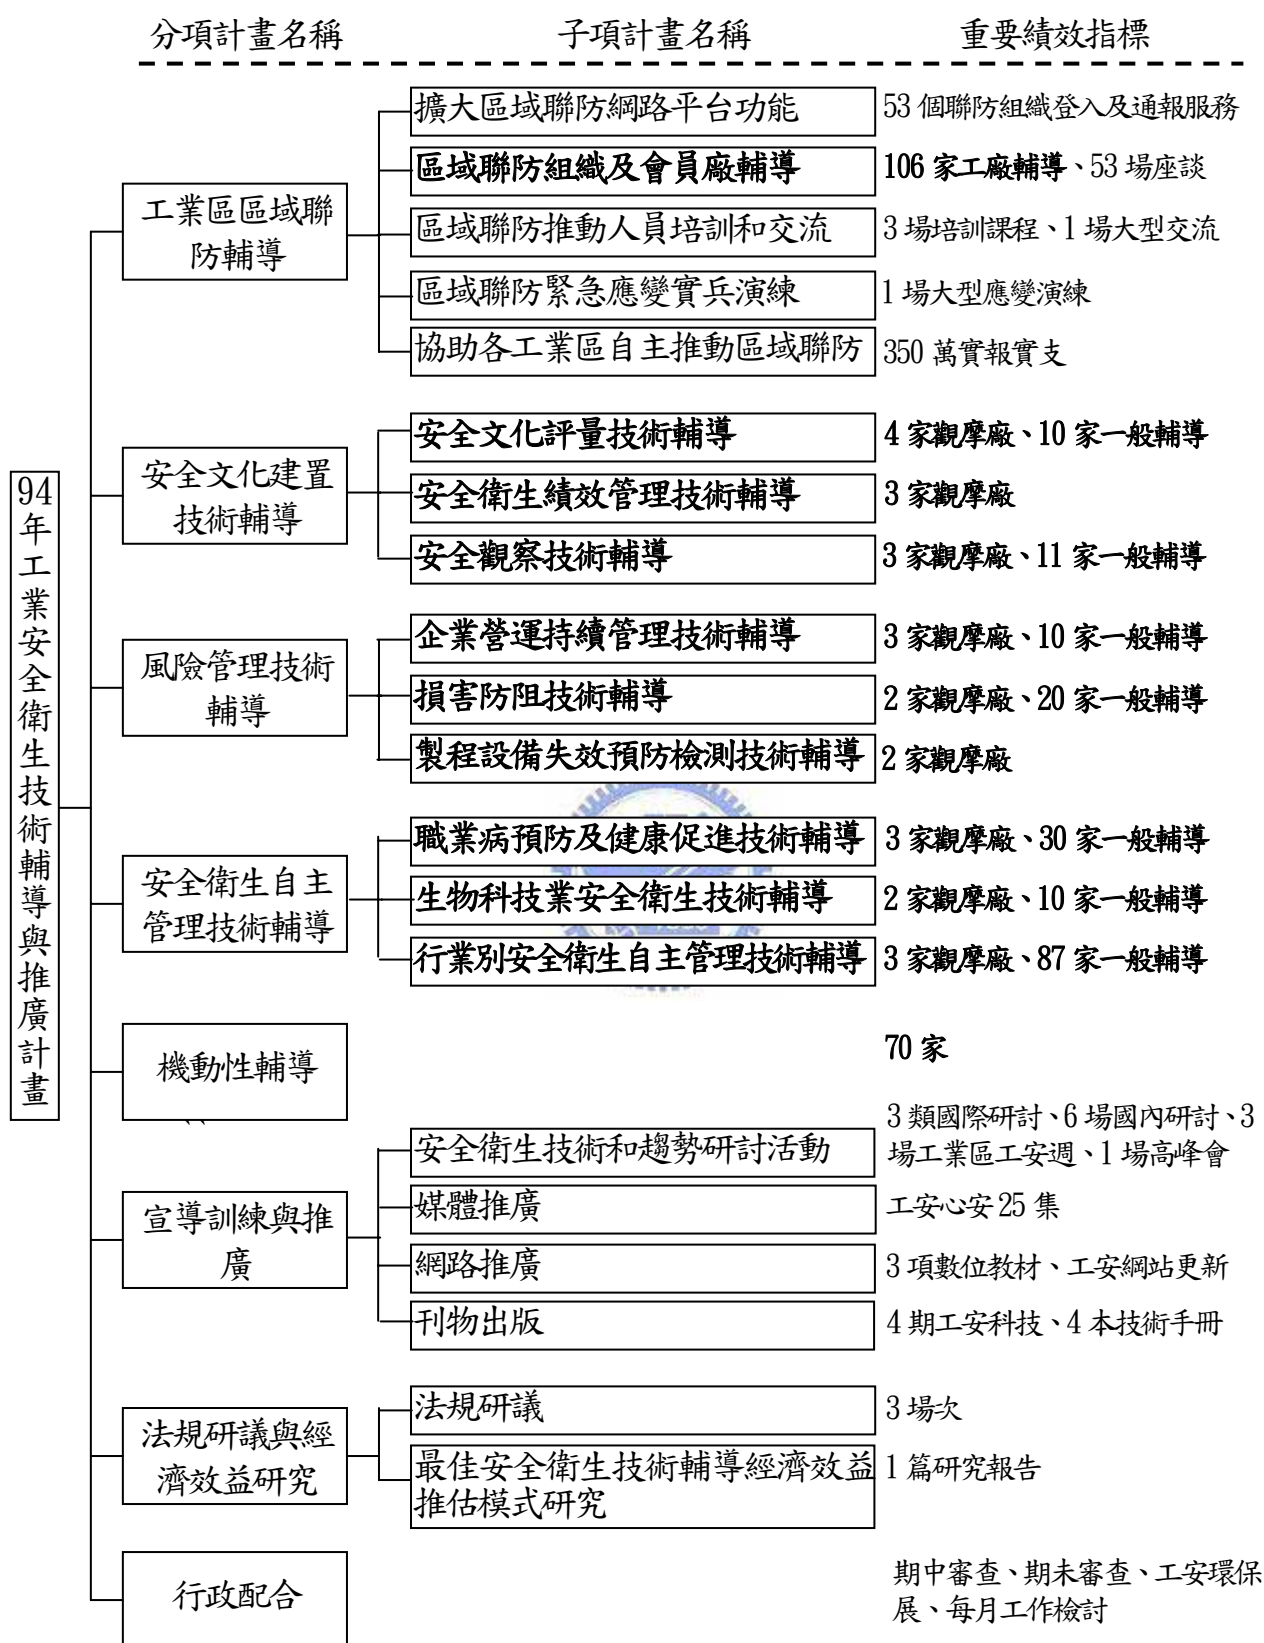 分項計畫名稱
子項計畫名稱
重要績效指標
94年工業安全衛生技術輔導與推廣計畫
工業區區域聯
防輔導
擴大區域聯防網路平台功能
53 個聯防組織登入及通報服務
區域聯防組織及會員廠輔導
106 家工廠輔導、53 場座談
區域聯防推動人員培訓和交流
3 場培訓課程、1 場大型交流
區域聯防緊急應變實兵演練
1 場大型應變演練
協助各工業區自主推動區域聯防
350 萬實報實支
安全文化建置
技術輔導
安全文化評量技術輔導
4 家觀摩廠、10 家一般輔導
安全衛生績效管理技術輔導
3 家觀摩廠
安全觀察技術輔導
3 家觀摩廠、11 家一般輔導
風險管理技術
輔導
企業營運持續管理技術輔導
3 家觀摩廠、10 家一般輔導
損害防阻技術輔導
2 家觀摩廠、20 家一般輔導
製程設備失效預防檢測技術輔導
2 家觀摩廠
安全衛生自主
管理技術輔導
職業病預防及健康促進技術輔導
3 家觀摩廠、30 家一般輔導
生物科技業安全衛生技術輔導
2 家觀摩廠、10 家一般輔導
行業別安全衛生自主管理技術輔導
3 家觀摩廠、87 家一般輔導
機動性輔導
70 家
宣導訓練與推
廣
安全衛生技術和趨勢研討活動
3 類國際研討、6 場國內研討、3
場工業區工安週、1 場高峰會
媒體推廣
工安心安 25 集
網路推廣
3 項數位教材、工安網站更新
刊物出版
4 期工安科技、4 本技術手冊
法規研議與經
濟效益研究
法規研議
3 場次
最佳安全衛生技術輔導經濟效益
推估模式研究
1 篇研究報告
行政配合
期中審查、期末審查、工安環保
展、每月工作檢討